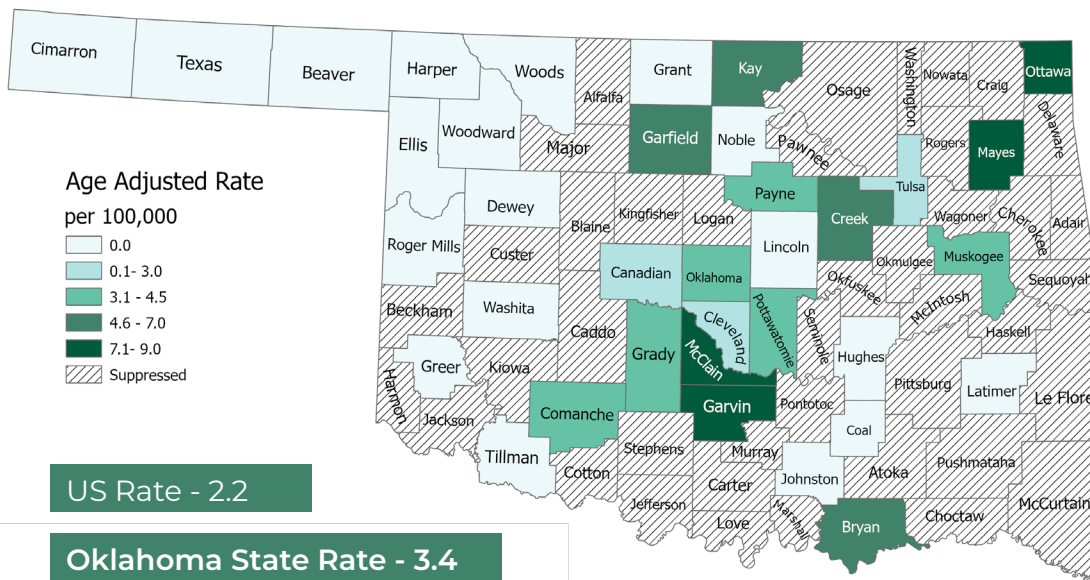 Cimarron
Texas
Beaver
Harper
Woods
Alfalfa
Grant
Kay
Osage
Washington
Nowata
Craig
Ottawa
Ellis
Woodward
Major
Garfield
Noble
Pawnee
Rogers
Mayes
Delaware
Age Adjusted Rate
per 100,000
0.0
0.1- 3.0
3.1 - 4.5
4.6 - 7.0
7.1- 9.0
Suppressed
Roger Mills
Dewey
Custer
Blaine
Kingfisher
Logan
Payne
Creek
Tulsa
Wagoner
Cherokee
Adair
Lincoln
Okmulgee
Muskogee
Sequoyah
Beckham
Washita
Canadian
Oklahoma
Cleveland
Pottawatomie
Seminole
Okfuskee
McIntosh
Haskell
Caddo
Grady
McClain
Hughes
Pittsburg
Latimer
Le Flore
Greer
Kiowa
Harmon
Jackson
Comanche
Garvin
Pontotoc
Coal
Tillman
Cotton
Stephens
Murray
Johnston
Atoka
Pushmataha
McCurtain
Jefferson
Carter
Love
Marshall
Bryan
Choctaw
US Rate - 2.2
Oklahoma State Rate - 3.4